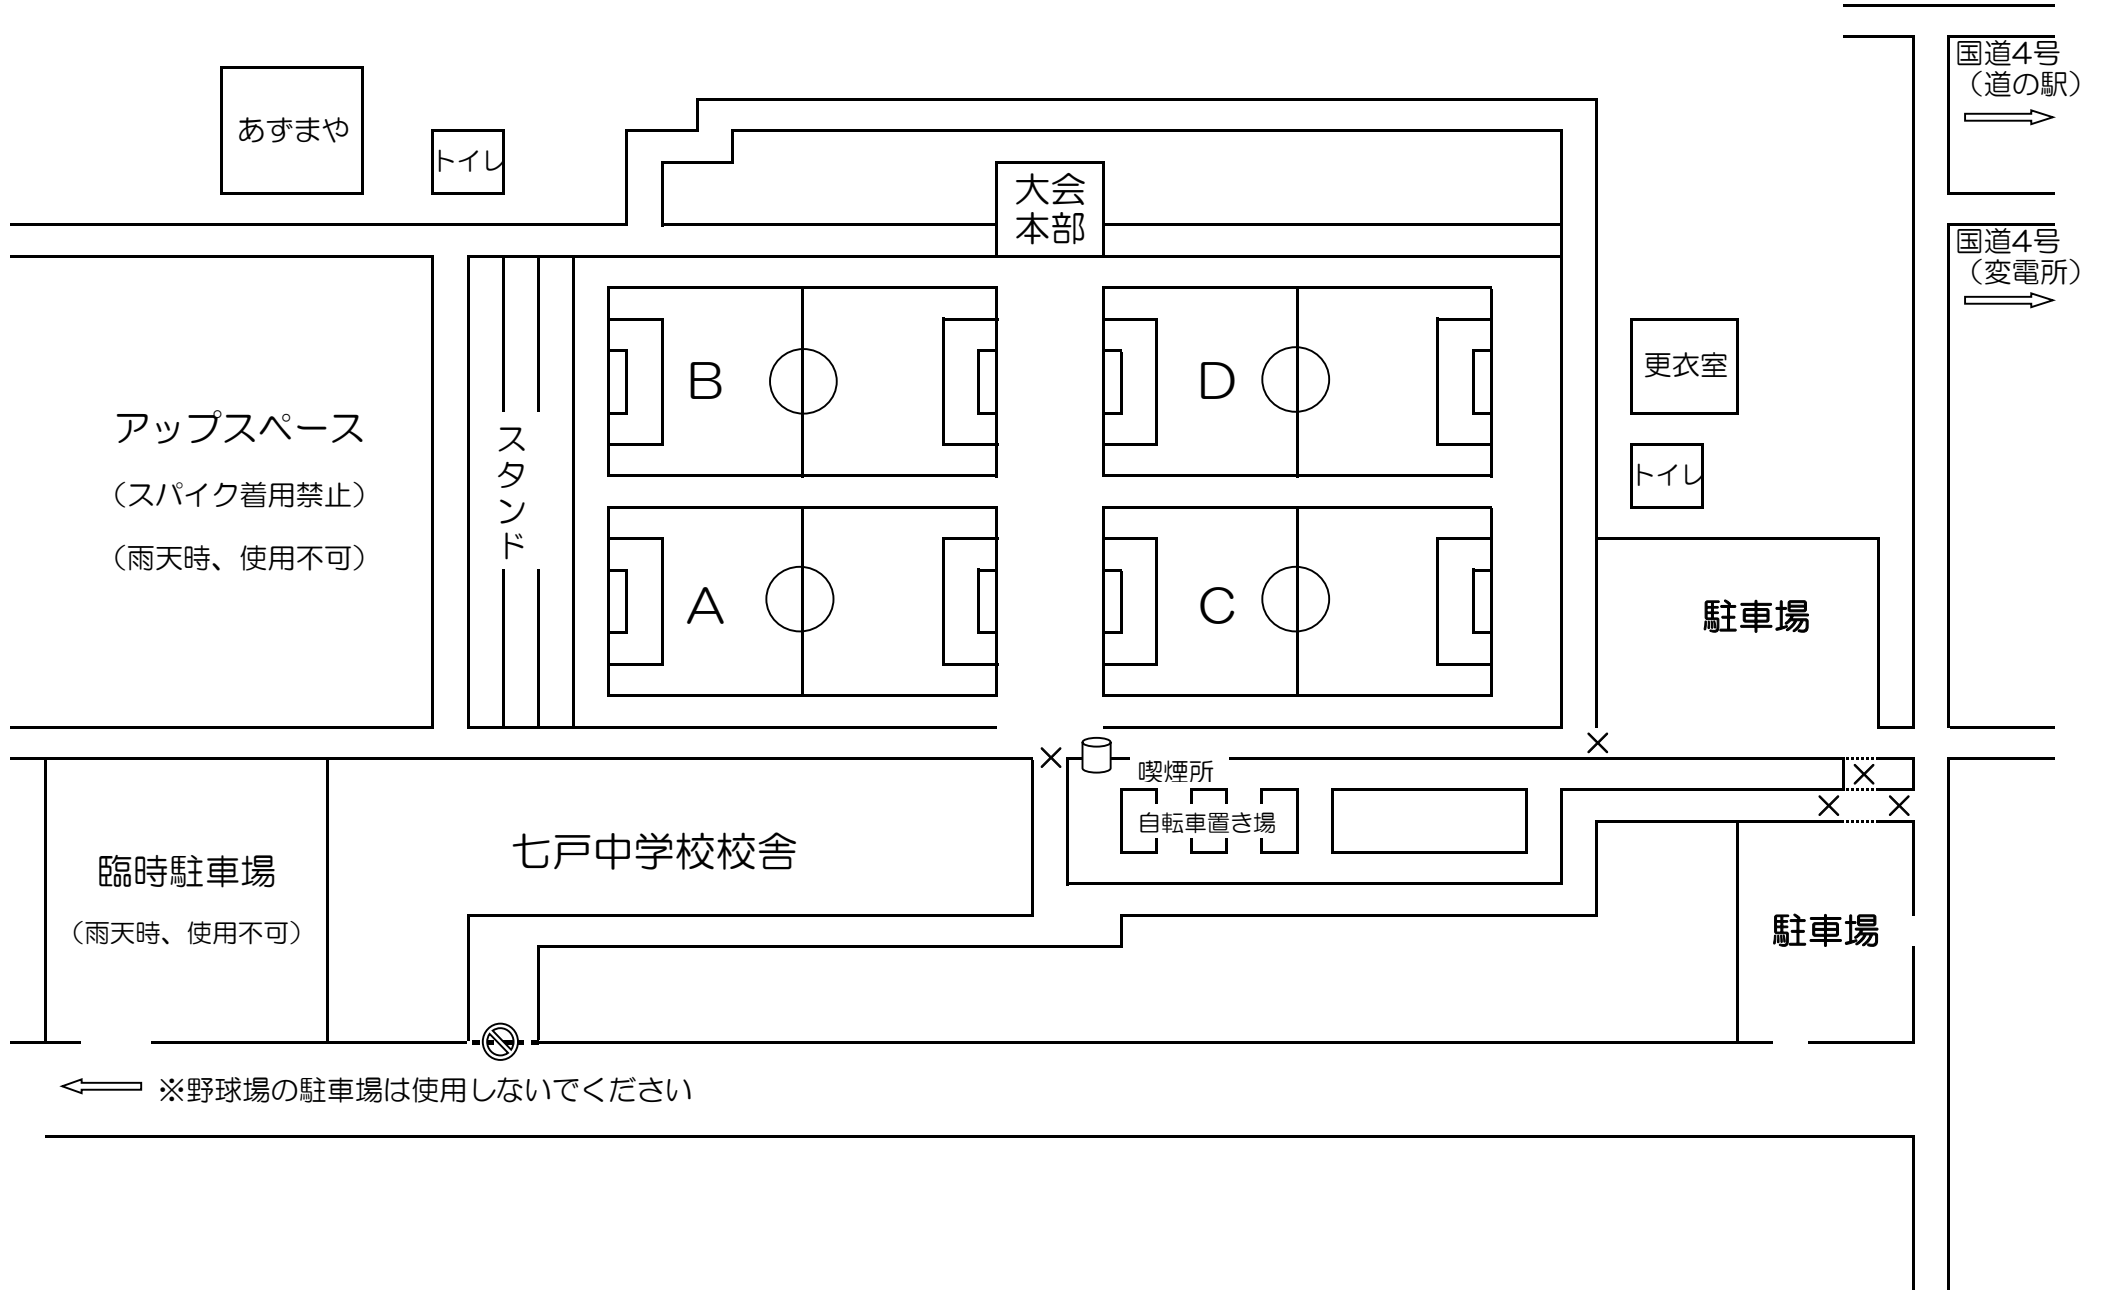 国道4号
（道の駅）
あずまや
トイレ
大会
本部
国道4号
（変電所）
B
D
更衣室
アップスペース
（スパイク着用禁止）
（雨天時、使用不可）
スタンド
トイレ
A
C
駐車場
喫煙所
自転車置き場
七戸中学校校舎
臨時駐車場
（雨天時、使用不可）
駐車場
※野球場の駐車場は使用しないでください